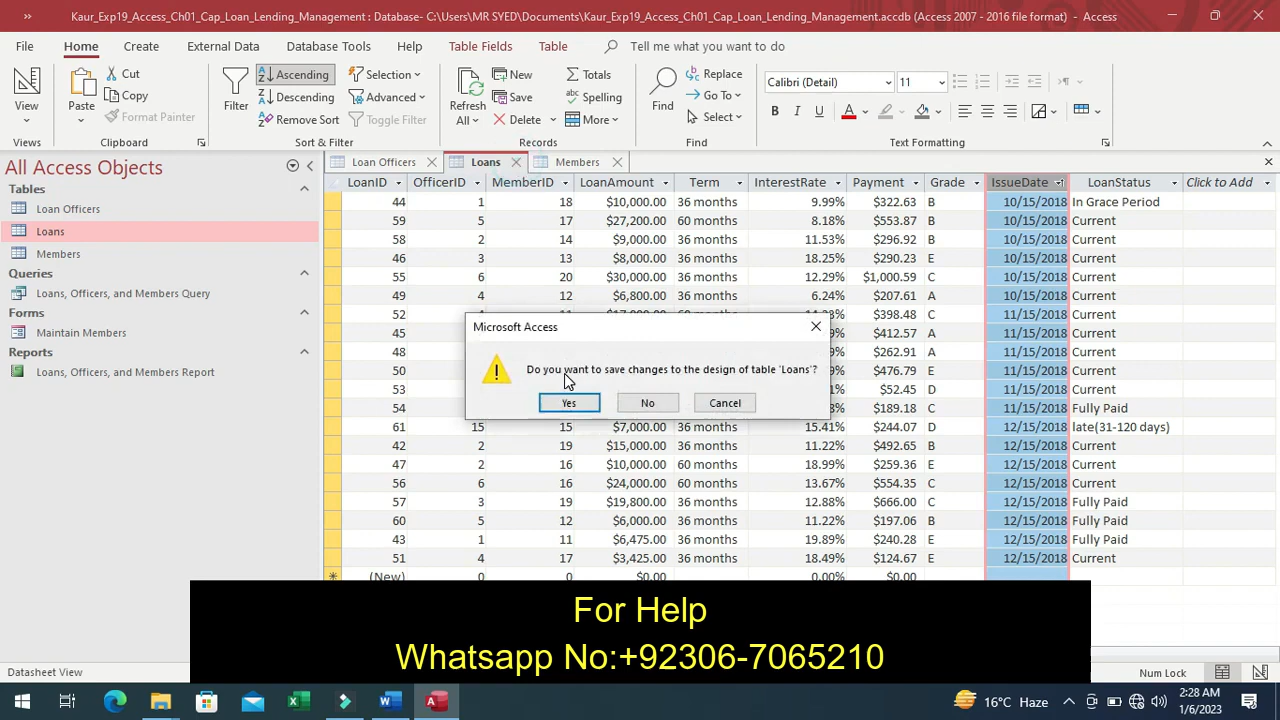 Kaur_Exp19_Access_Ch01_Cap_Loan_Lending_Management : Database- C:\Users\MR SYED\Documents\Kaur_Exp19_Access_Ch01_Cap_Loan_Lending_Management.accdb (Access 2007 - 2016 file format) - Access
File Home Create External Data Database Tools Help Table Fields Table Tell me what you want to do
View Paste Cut Filter Ascending Selection Refresh All New Totals Find Replace Calibri (Detail) 11
Copy Descending Advanced Save Spelling Go To
Format Painter Remove Sort Toggle Filter Delete More Select B I U A
Views Clipboard Sort & Filter Records Find Text Formatting
All Access Objects
Tables
Loan Officers
Loans
Members
Queries
Loans, Officers, and Members Query
Forms
Maintain Members
Reports
Loans, Officers, and Members Report
Loan Officers Loans Members
LoanID OfficerID MemberID LoanAmount Term InterestRate Payment Grade IssueDate LoanStatus Click to Add
44 1 18 $10,000.00 36 months 9.99% $322.63 B 10/15/2018 In Grace Period
59 5 17 $27,200.00 60 months 8.18% $553.87 B 10/15/2018 Current
58 2 14 $9,000.00 36 months 11.53% $296.92 B 10/15/2018 Current
46 3 13 $8,000.00 36 months 18.25% $290.23 E 10/15/2018 Current
55 6 20 $30,000.00 36 months 12.29% $1,000.59 C 10/15/2018 Current
49 4 12 $6,800.00 36 months 6.24% $207.61 A 10/15/2018 Current
52 $398.48 C 11/15/2018 Current
45 $412.57 A 11/15/2018 Current
48 $262.91 A 11/15/2018 Current
50 $476.79 E 11/15/2018 Current
53 $52.45 D 11/15/2018 Current
54 $189.18 C 11/15/2018 Fully Paid
61 15 15 $7,000.00 36 months 15.41% $244.07 D 12/15/2018 late(31-120 days)
42 2 19 $15,000.00 36 months 11.22% $492.65 B 12/15/2018 Current
47 2 16 $10,000.00 60 months 18.99% $259.36 E 12/15/2018 Current
56 6 16 $24,000.00 60 months 13.67% $554.35 C 12/15/2018 Current
57 3 19 $19,800.00 36 months 12.88% $666.00 C 12/15/2018 Fully Paid
60 5 12 $6,000.00 36 months 11.22% $197.06 B 12/15/2018 Fully Paid
43 1 11 $6,475.00 36 months 19.89% $240.28 E 12/15/2018 Fully Paid
51 4 17 $3,425.00 36 months 18.49% $124.67 E 12/15/2018 Current
(New) 0 0 $0.00 0.00% $0.00
Microsoft Access
Do you want to save changes to the design of table 'Loans'?
Yes No Cancel
For Help
Whatsapp No:+92306-7065210
Datasheet View Num Lock
16°C Haze
2:28 AM
1/6/2023